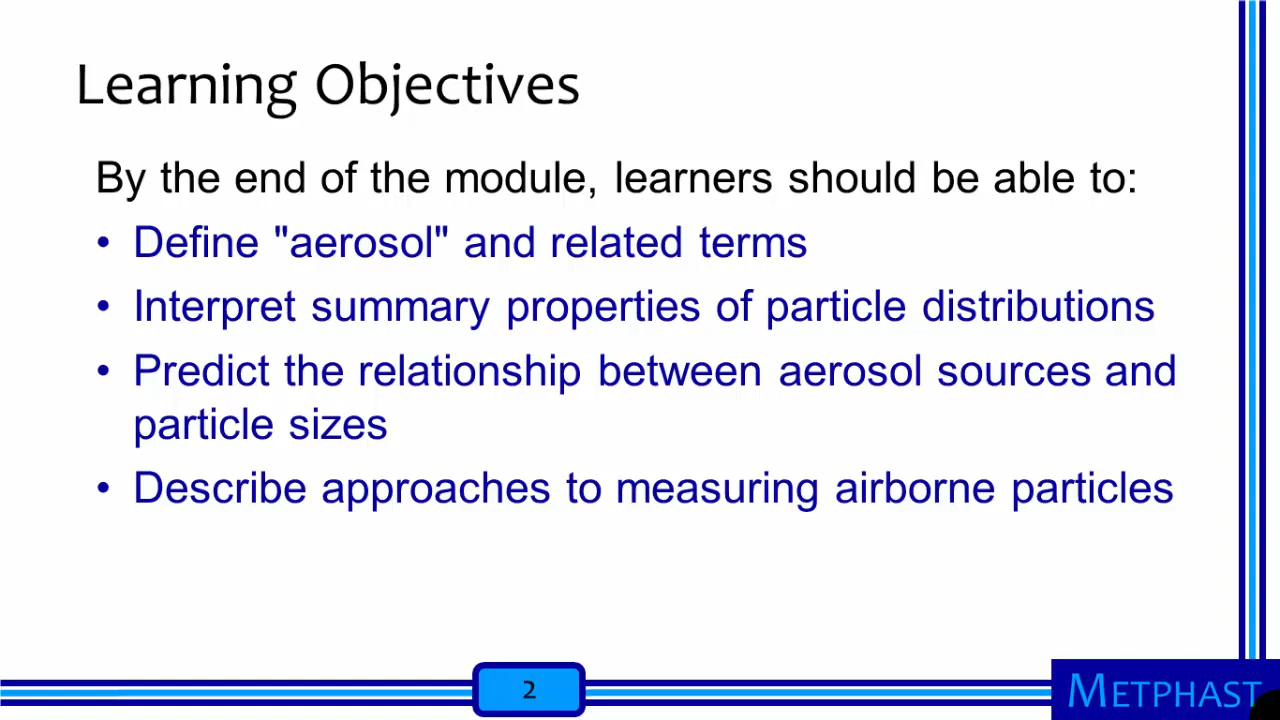 Learning Objectives
By the end of the module, learners should be able to:
• Define "aerosol" and related terms
• Interpret summary properties of particle distributions
• Predict the relationship between aerosol sources and
particle sizes
• Describe approaches to measuring airborne particles
2
METPHAST